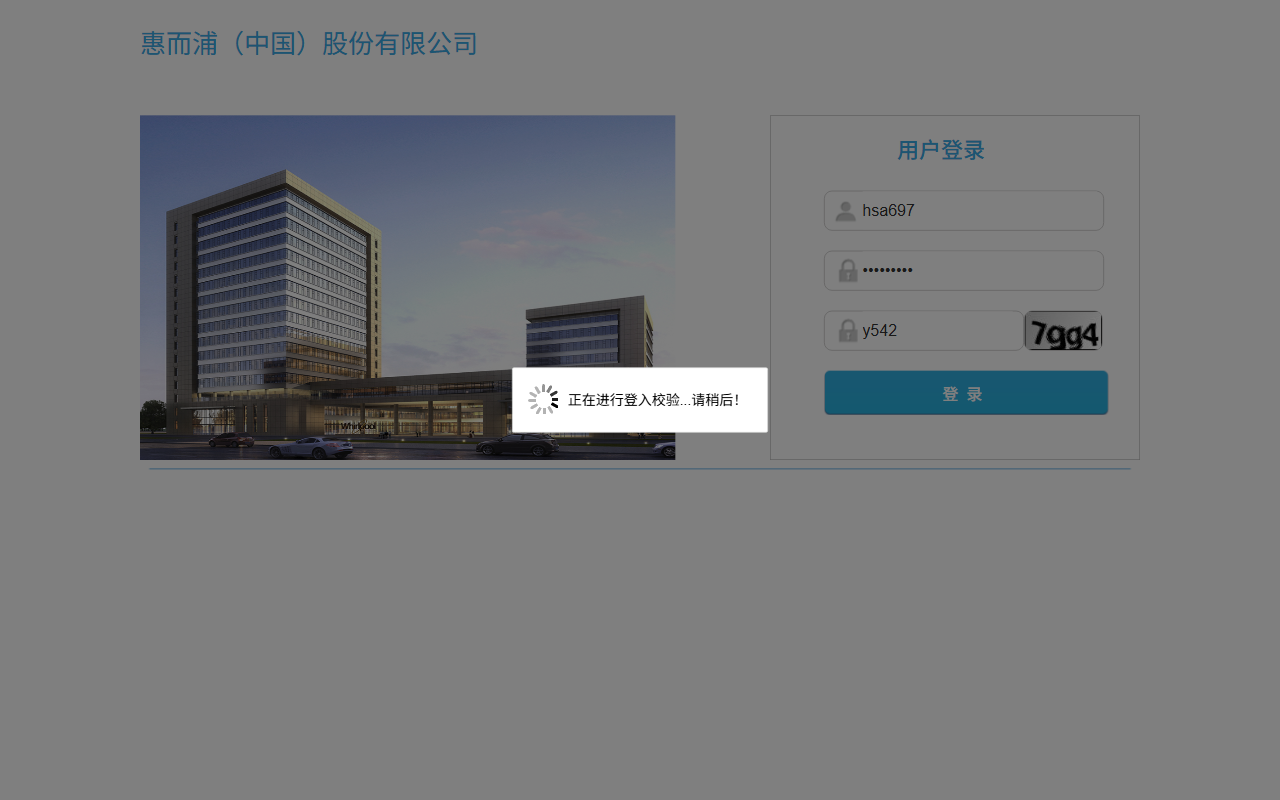 惠而浦（中国）股份有限公司
用户登录
hsa697
•••••••••
y542
7gg4
登 录
正在进行登入校验...请稍后！
Whirlpool